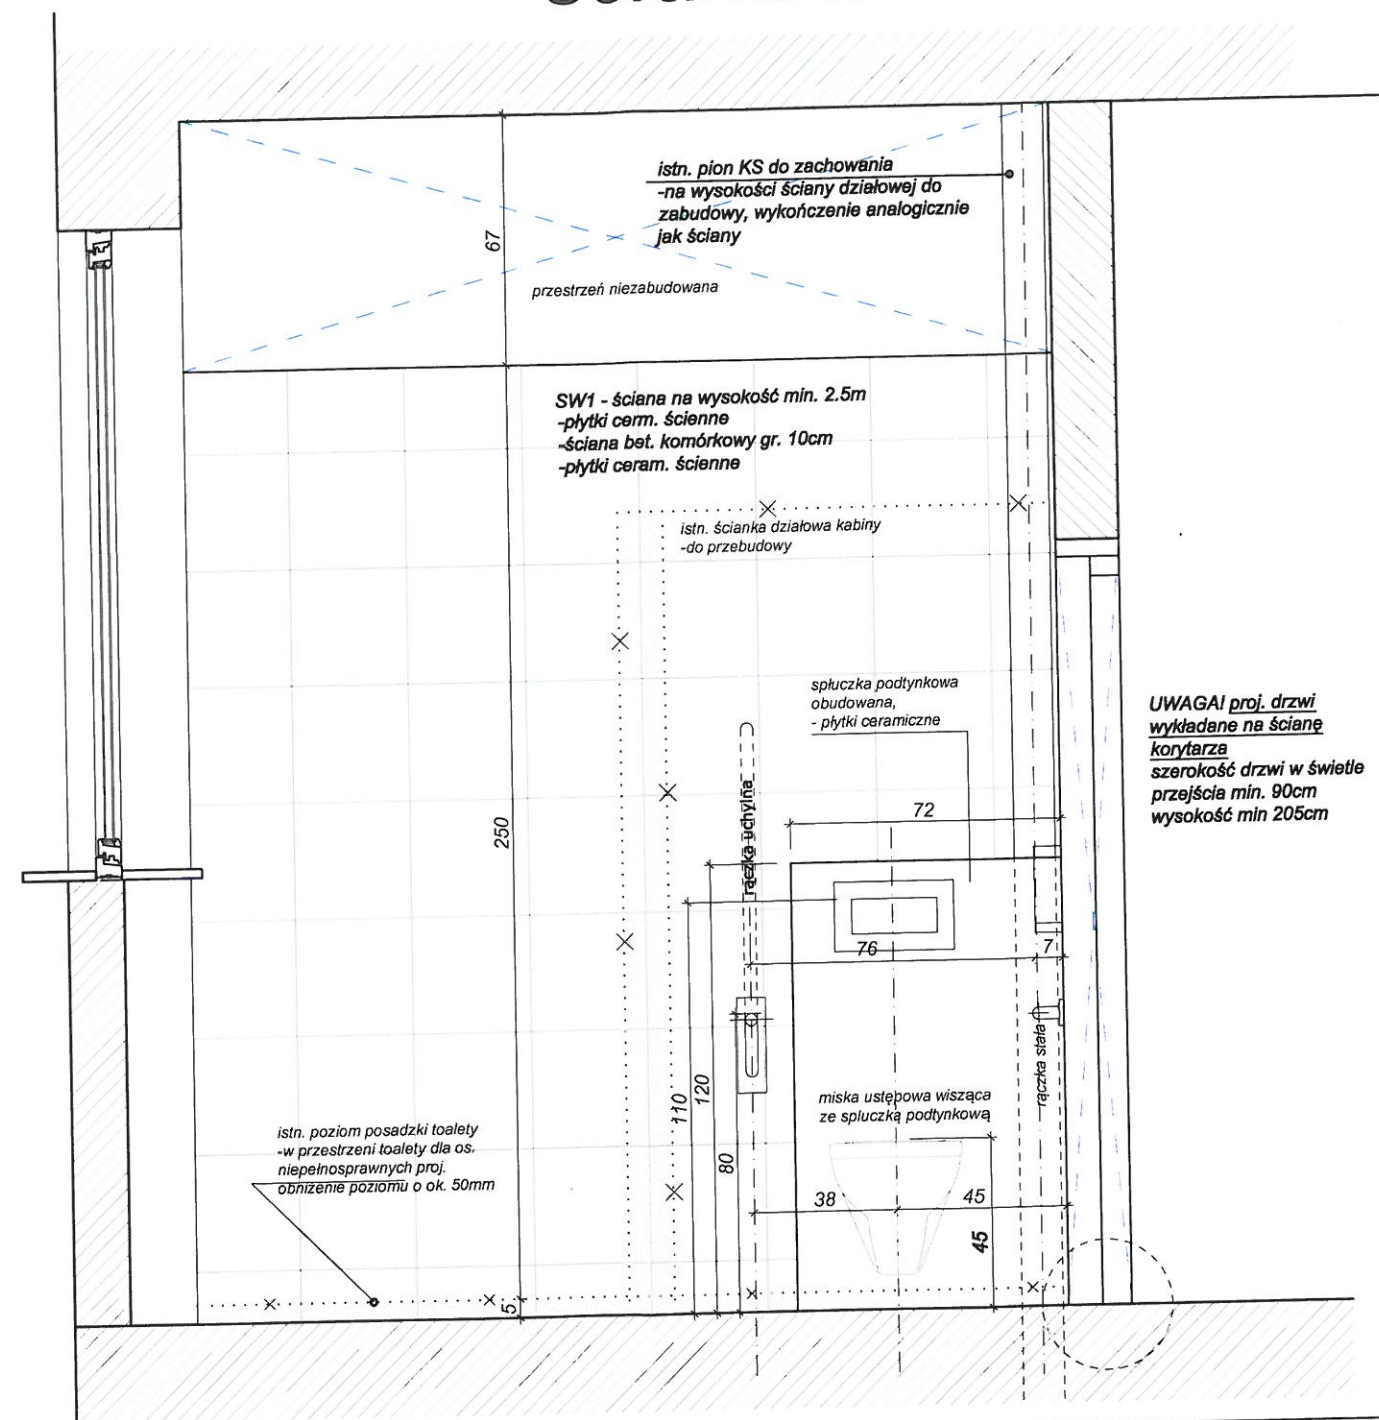 istn. pion KS do zachowania
-na wysokości ściany działowej do
zabudowy, wykończenie analogicznie
jak ściany
67
przestrzeń niezabudowana
SW1 - ściana na wysokość min. 2.5m
-płytki cerm. ścienne
-ściana bet. komórkowy gr. 10cm
-płytki ceram. ścienne
istn. ścianka działowa kabiny
-do przebudowy
spłuczka podtynkowa
obudowana,
- płytki ceramiczne
UWAGA! proj. drzwi
wykładane na ścianę
korytarza
szerokość drzwi w świetle
przejścia min. 90cm
wysokość min 205cm
72
250
rączka uchylna
76
7
rączka stała
110
120
80
miska ustępowa wisząca
ze spluczką podtynkową
istn. poziom posadzki toalety
-w przestrzeni toalety dla os.
niepełnosprawnych proj.
obniżenie poziomu o ok. 50mm
38
45
45
5